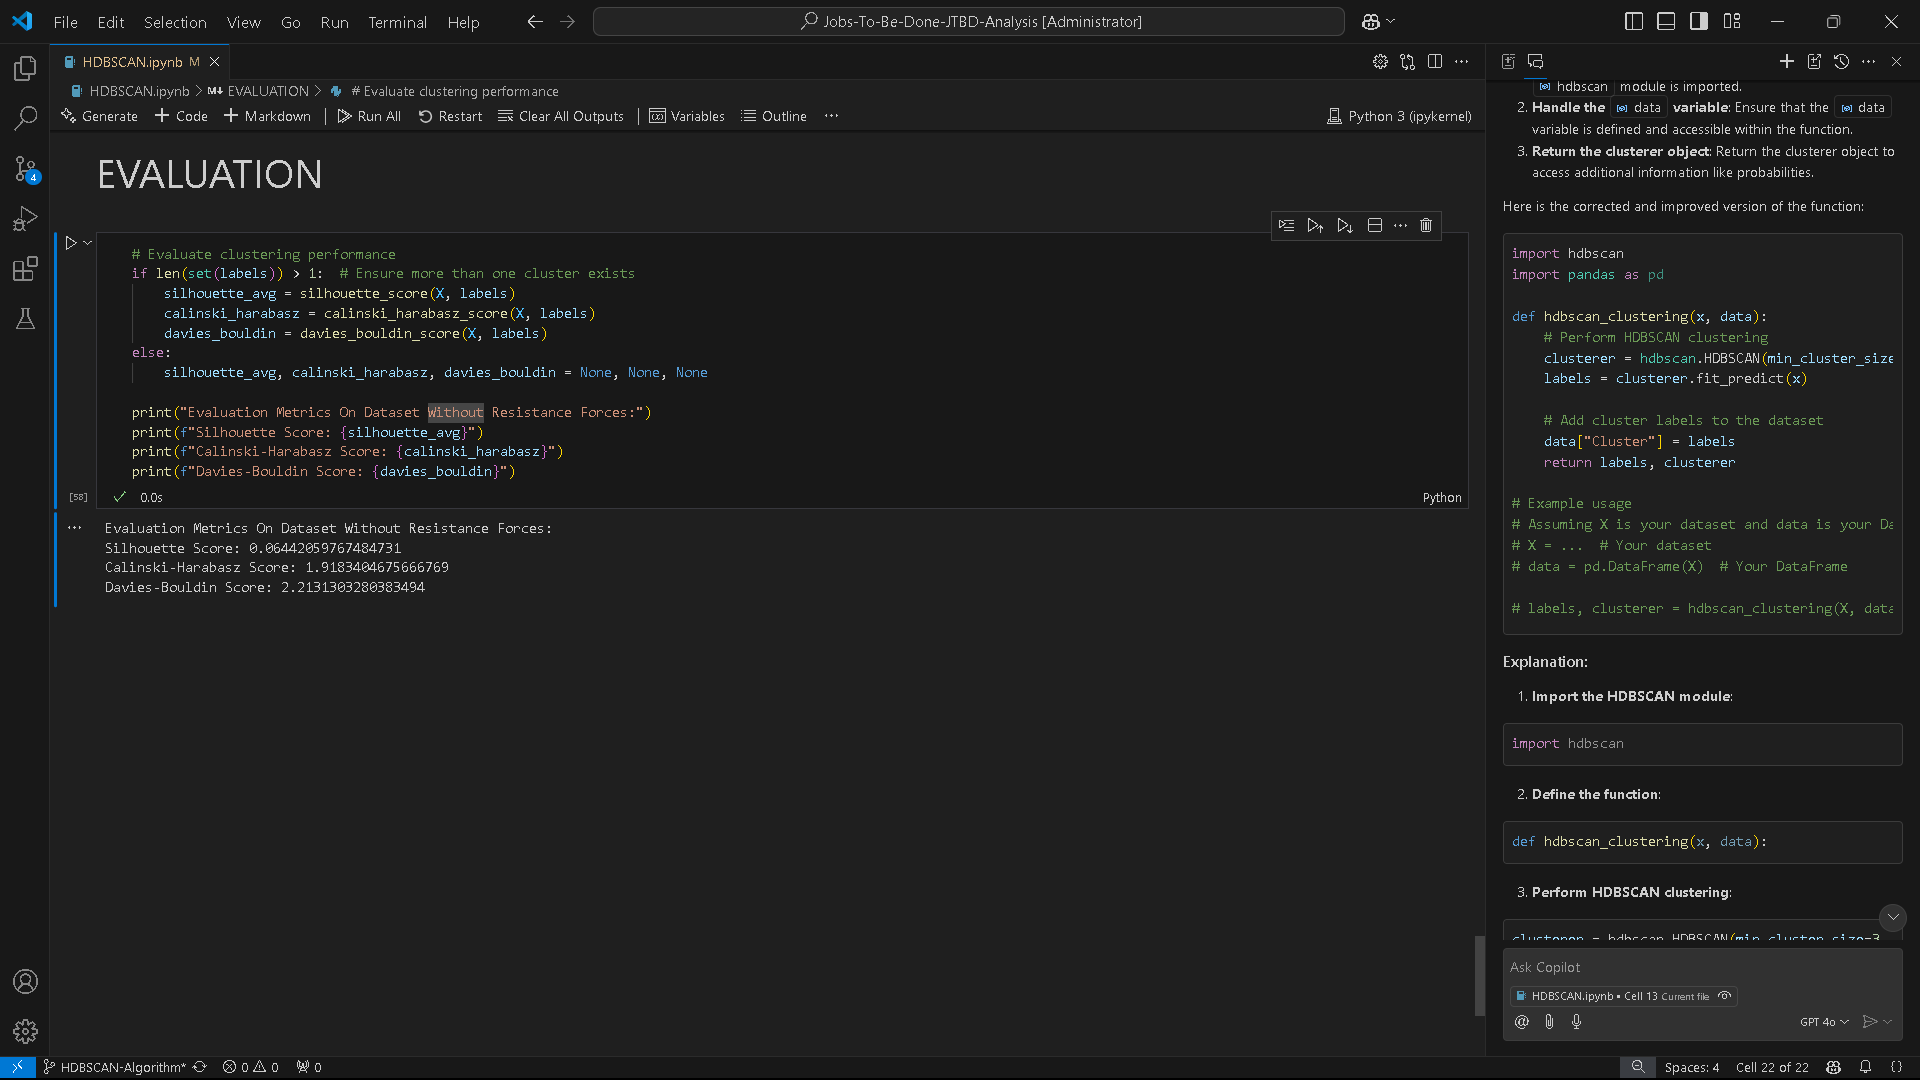 File Edit Selection View Go Run Terminal Help
Jobs-To-Be-Done-JTBD-Analysis [Administrator]
HDBSCAN.ipynb M
HDBSCAN.ipynb > M↓ EVALUATION > # Evaluate clustering performance
Generate + Code + Markdown | Run All Restart Clear All Outputs | Variables Outline ···
Python 3 (ipykernel)
EVALUATION
# Evaluate clustering performance
if len(set(labels)) > 1:  # Ensure more than one cluster exists
    silhouette_avg = silhouette_score(X, labels)
    calinski_harabasz = calinski_harabasz_score(X, labels)
    davies_bouldin = davies_bouldin_score(X, labels)
else:
    silhouette_avg, calinski_harabasz, davies_bouldin = None, None, None
print("Evaluation Metrics On Dataset Without Resistance Forces:")
print(f"Silhouette Score: {silhouette_avg}")
print(f"Calinski-Harabasz Score: {calinski_harabasz}")
print(f"Davies-Bouldin Score: {davies_bouldin}")
[58] ✓ 0.0s
Python
Evaluation Metrics On Dataset Without Resistance Forces:
Silhouette Score: 0.06442059767484731
Calinski-Harabasz Score: 1.9183404675666769
Davies-Bouldin Score: 2.2131303280383494
hdbscan module is imported.
2. Handle the data variable: Ensure that the data
variable is defined and accessible within the function.
3. Return the clusterer object: Return the clusterer object to
access additional information like probabilities.
Here is the corrected and improved version of the function:
import hdbscan
import pandas as pd
def hdbscan_clustering(x, data):
    # Perform HDBSCAN clustering
    clusterer = hdbscan.HDBSCAN(min_cluster_size
    labels = clusterer.fit_predict(x)
    # Add cluster labels to the dataset
    data["Cluster"] = labels
    return labels, clusterer
# Example usage
# Assuming X is your dataset and data is your Da
# X = ...  # Your dataset
# data = pd.DataFrame(X)  # Your DataFrame
# labels, clusterer = hdbscan_clustering(X, data
Explanation:
1. Import the HDBSCAN module:
import hdbscan
2. Define the function:
def hdbscan_clustering(x, data):
3. Perform HDBSCAN clustering:
clusterer = hdbscan.HDBSCAN(min_cluster_size=3,
Ask Copilot
HDBSCAN.ipynb • Cell 13 Current file
GPT 4o
4
HDBSCAN-Algorithm* 0 0 0
Spaces: 4 Cell 22 of 22